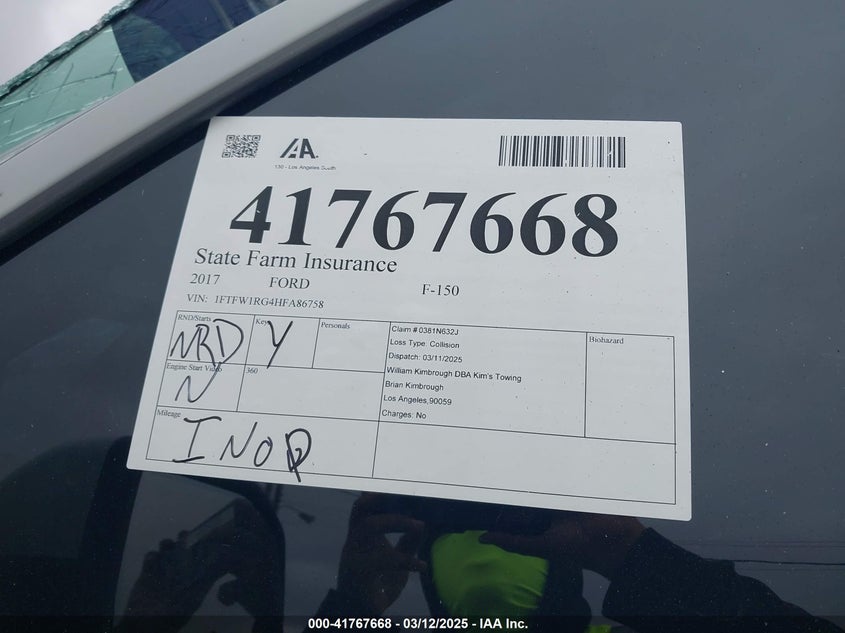 IAA
130 - Los Angeles South
41767668
State Farm Insurance
2017 FORD F-150
VIN: 1FTFW1RG4HFA86758
RND/Starts
NRD
Keys
Y
Personals
Engine Start Video
N
360
Mileage
INOP
Claim # 0381N632J
Loss Type: Collision
Dispatch: 03/11/2025
William Kimbrough DBA Kim's Towing
Brian Kimbrough
Los Angeles,90059
Charges: No
Biohazard
000-41767668 - 03/12/2025 - IAA Inc.